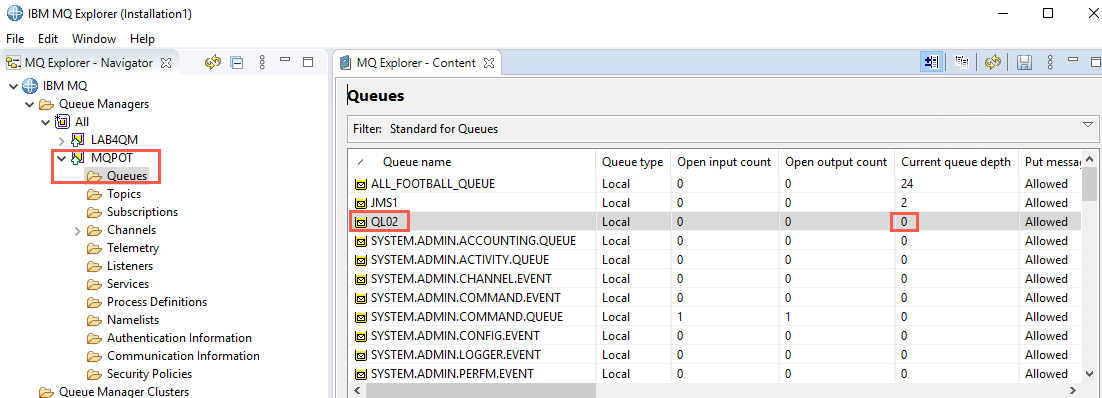 IBM MQ Explorer (Installation1)
File Edit Window Help
MQ Explorer - Navigator
IBM MQ
Queue Managers
All
LAB4QM
MQPOT
Queues
Topics
Subscriptions
Channels
Telemetry
Listeners
Services
Process Definitions
Namelists
Authentication Information
Communication Information
Security Policies
Queue Manager Clusters
MQ Explorer - Content
Queues
Filter: Standard for Queues
Queue name Queue type Open input count Open output count Current queue depth Put messa
ALL_FOOTBALL_QUEUE Local 0 0 24 Allowed
JMS1 Local 0 0 2 Allowed
QL02 Local 0 0 0 Allowed
SYSTEM.ADMIN.ACCOUNTING.QUEUE Local 0 0 0 Allowed
SYSTEM.ADMIN.ACTIVITY.QUEUE Local 0 0 0 Allowed
SYSTEM.ADMIN.CHANNEL.EVENT Local 0 0 0 Allowed
SYSTEM.ADMIN.COMMAND.EVENT Local 0 0 0 Allowed
SYSTEM.ADMIN.COMMAND.QUEUE Local 1 1 0 Allowed
SYSTEM.ADMIN.CONFIG.EVENT Local 0 0 0 Allowed
SYSTEM.ADMIN.LOGGER.EVENT Local 0 0 0 Allowed
SYSTEM.ADMIN.PERFM.EVENT Local 0 0 0 Allowed